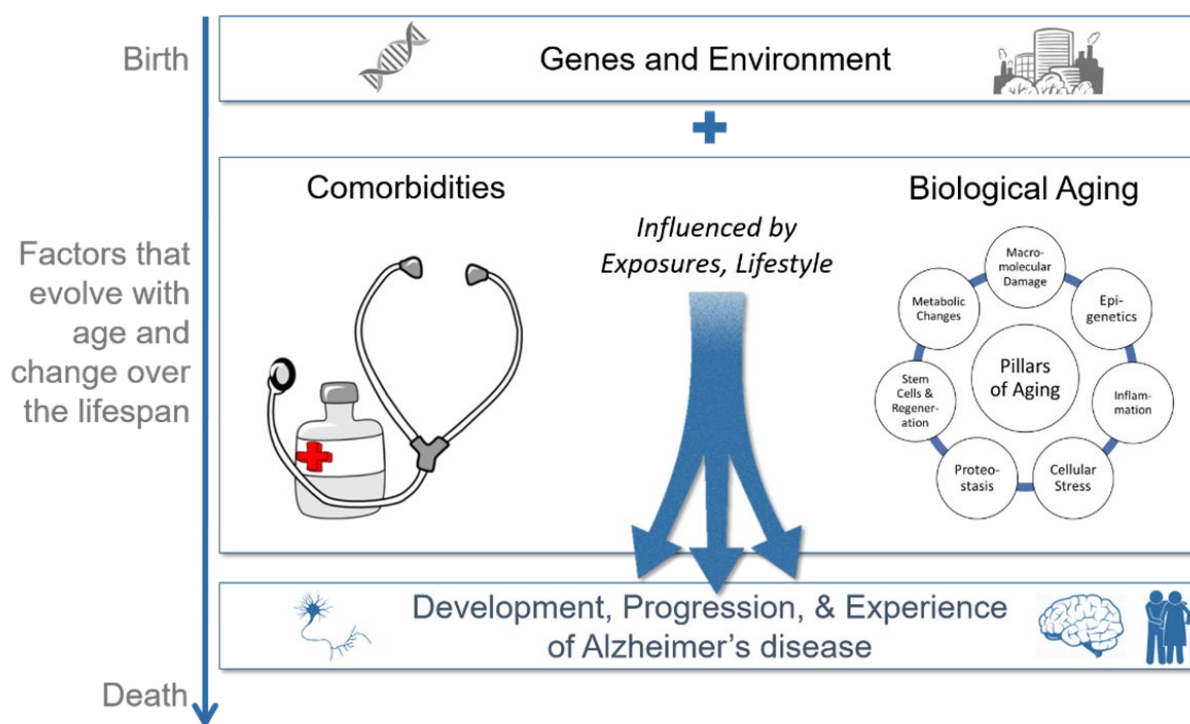 Birth
Genes and Environment
Factors that
evolve with
age and
change over
the lifespan
Comorbidities
Influenced by
Exposures, Lifestyle
Biological Aging
Macro-
molecular
Damage
Epi-
genetics
Inflam-
mation
Cellular
Stress
Proteo-
stasis
Stem
Cells &
Regener-
ation
Metabolic
Changes
Pillars
of Aging
Development, Progression, & Experience
of Alzheimer's disease
Death